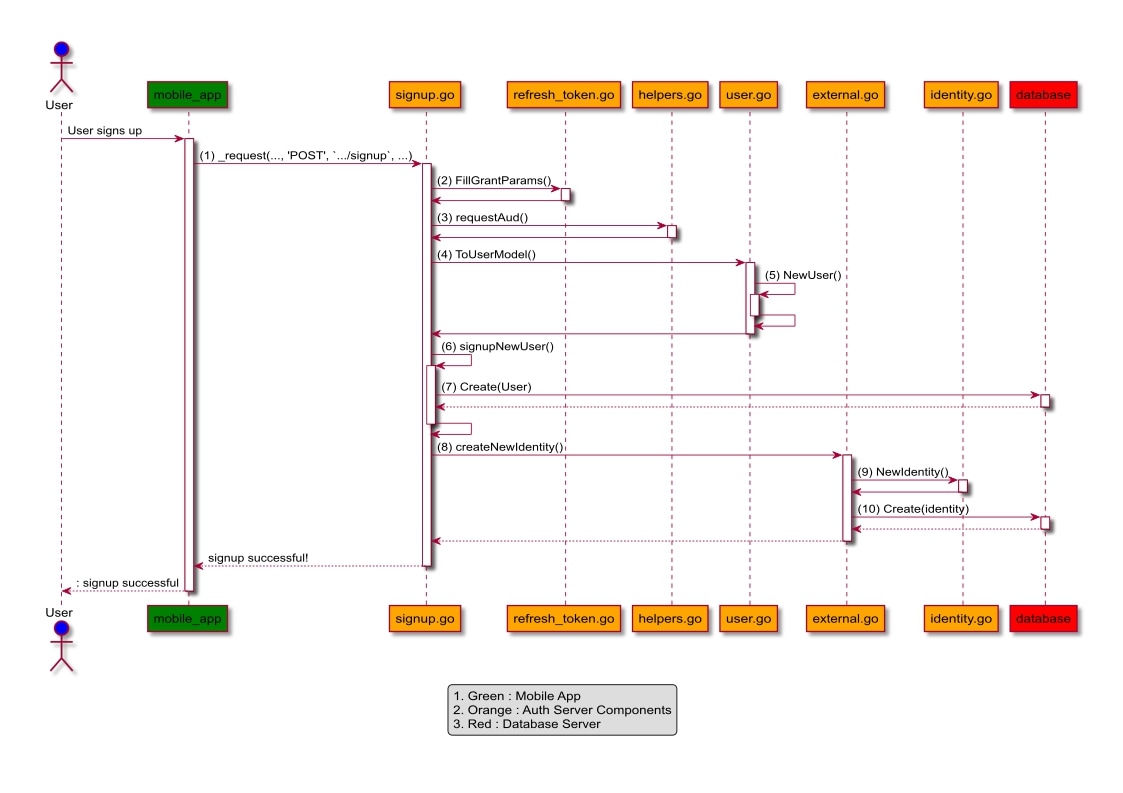 User
mobile_app
signup.go
refresh_token.go
helpers.go
user.go
external.go
identity.go
database
User signs up
(1) _request(..., 'POST', `.../signup`, ...)
(2) FillGrantParams()
(3) requestAud()
(4) ToUserModel()
(5) NewUser()
(6) signupNewUser()
(7) Create(User)
(8) createNewIdentity()
(9) NewIdentity()
(10) Create(identity)
signup successful!
: signup successful
User
mobile_app
signup.go
refresh_token.go
helpers.go
user.go
external.go
identity.go
database
1. Green : Mobile App
2. Orange : Auth Server Components
3. Red : Database Server